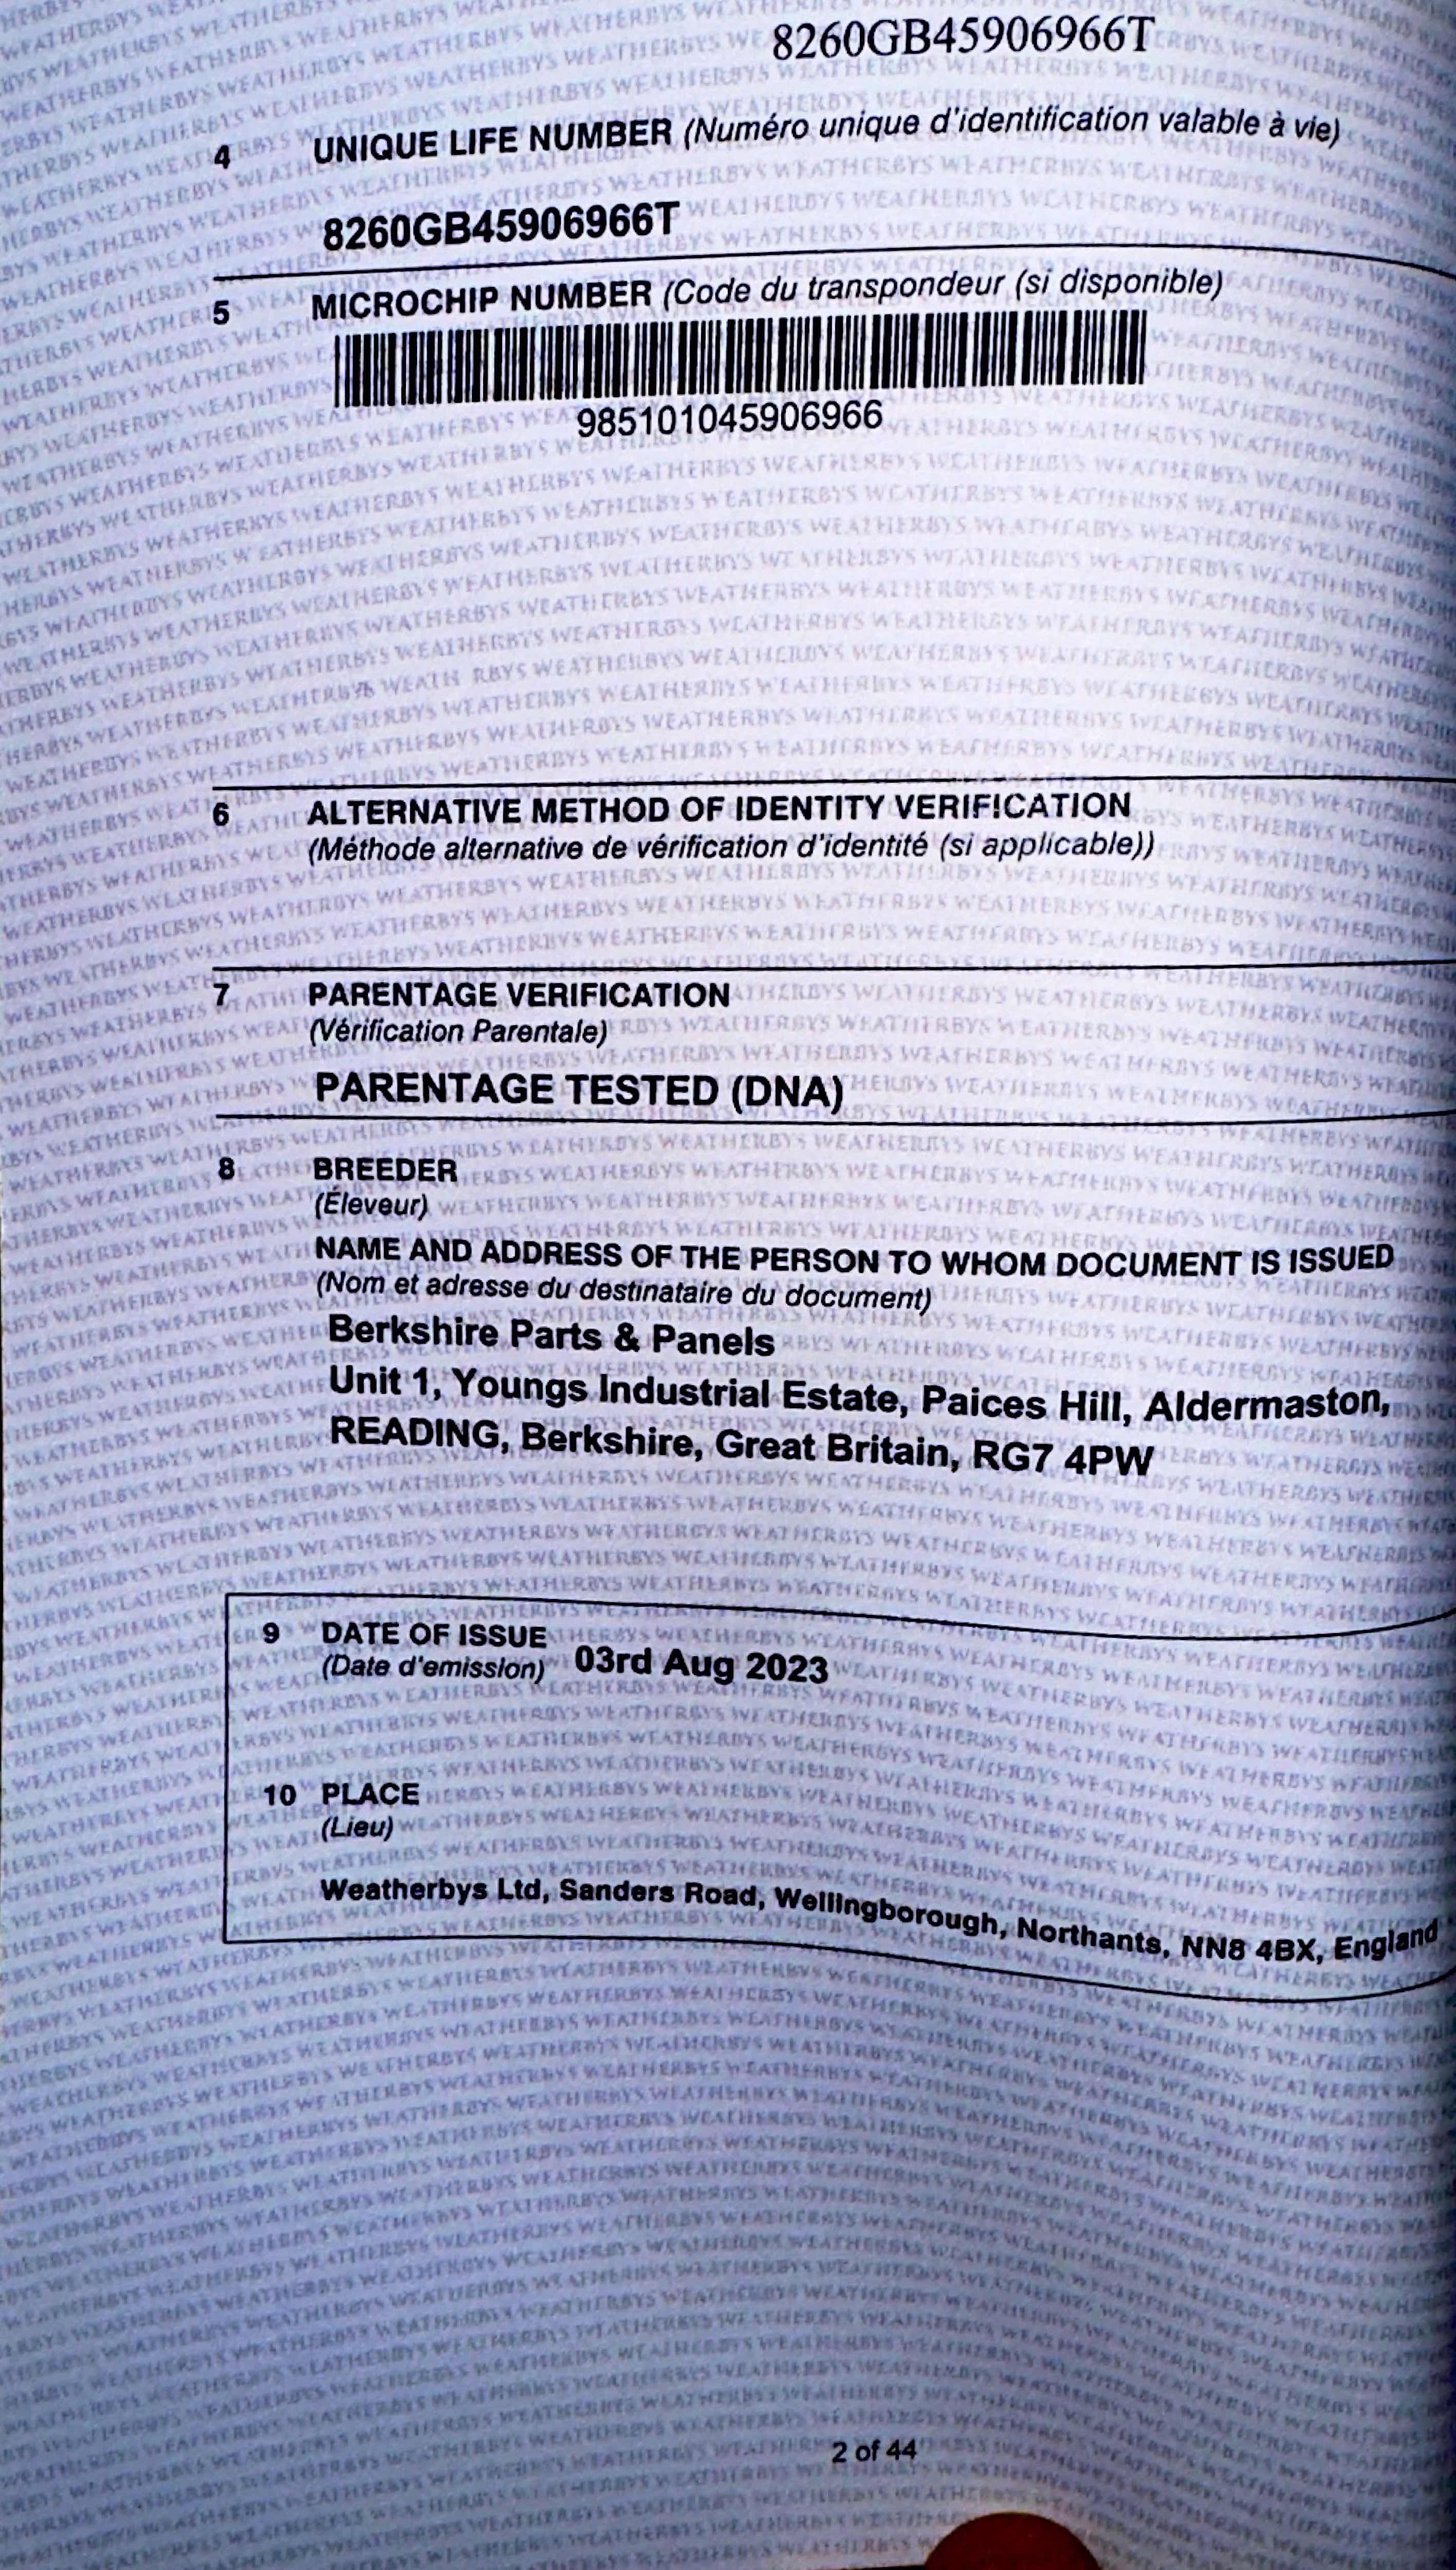 8260GB45906966T
4 UNIQUE LIFE NUMBER (Numéro unique d'identification valable à vie)
8260GB45906966T
5 MICROCHIP NUMBER (Code du transpondeur (si disponible)
985101045906966
6 ALTERNATIVE METHOD OF IDENTITY VERIFICATION
(Méthode alternative de vérification d'identité (si applicable))
7 PARENTAGE VERIFICATION
(Vérification Parentale)
PARENTAGE TESTED (DNA)
8 BREEDER
(Éleveur)
NAME AND ADDRESS OF THE PERSON TO WHOM DOCUMENT IS ISSUED
(Nom et adresse du destinataire du document)
Berkshire Parts & Panels
Unit 1, Youngs Industrial Estate, Paices Hill, Aldermaston,
READING, Berkshire, Great Britain, RG7 4PW
9 DATE OF ISSUE
(Date d'emission) 03rd Aug 2023
10 PLACE
(Lieu)
Weatherbys Ltd, Sanders Road, Wellingborough, Northants, NN8 4BX, England
2 of 44